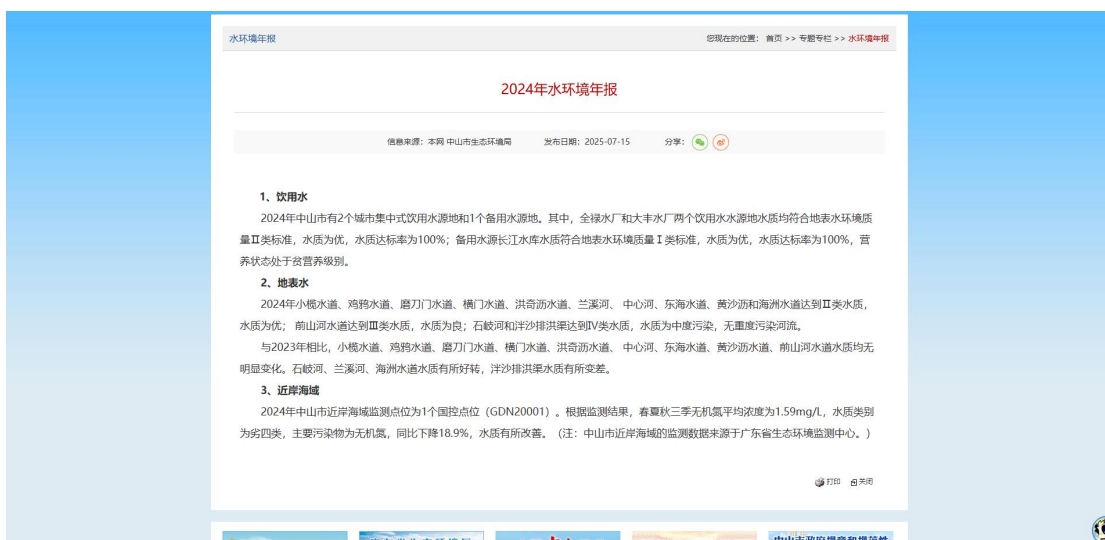 水环境年报
您现在的位置： 首页 >> 专题专栏 >> 水环境年报
2024年水环境年报
信息来源：本网 中山市生态环境局 发布日期：2025-07-15 分享：
1、饮用水
2024年中山市有2个城市集中式饮用水源地和1个备用水源地。其中，全禄水厂和大丰水厂两个饮用水水源地水质均符合地表水环境质
量Ⅱ类标准，水质为优，水质达标率为100%；备用水源长江水库水质符合地表水环境质量Ⅰ类标准，水质为优，水质达标率为100%，营
养状态处于贫营养级别。
2、地表水
2024年小榄水道、鸡鸦水道、磨刀门水道、横门水道、洪奇沥水道、兰溪河、 中心河、东海水道、黄沙沥和海洲水道达到Ⅱ类水质，
水质为优； 前山河水道达到Ⅲ类水质，水质为良；石岐河和泮沙排洪渠达到Ⅳ类水质，水质为中度污染，无重度污染河流。
与2023年相比，小榄水道、鸡鸦水道、磨刀门水道、横门水道、洪奇沥水道、 中心河、东海水道、黄沙沥水道、前山河水道水质均无
明显变化。石岐河、兰溪河、海洲水道水质有所好转，泮沙排洪渠水质有所变差。
3、近岸海域
2024年中山市近岸海域监测点位为1个国控点位（GDN20001）。根据监测结果，春夏秋三季无机氮平均浓度为1.59mg/L，水质类别
为劣四类，主要污染物为无机氮，同比下降18.9%，水质有所改善。（注：中山市近岸海域的监测数据来源于广东省生态环境监测中心。）
打印 关闭